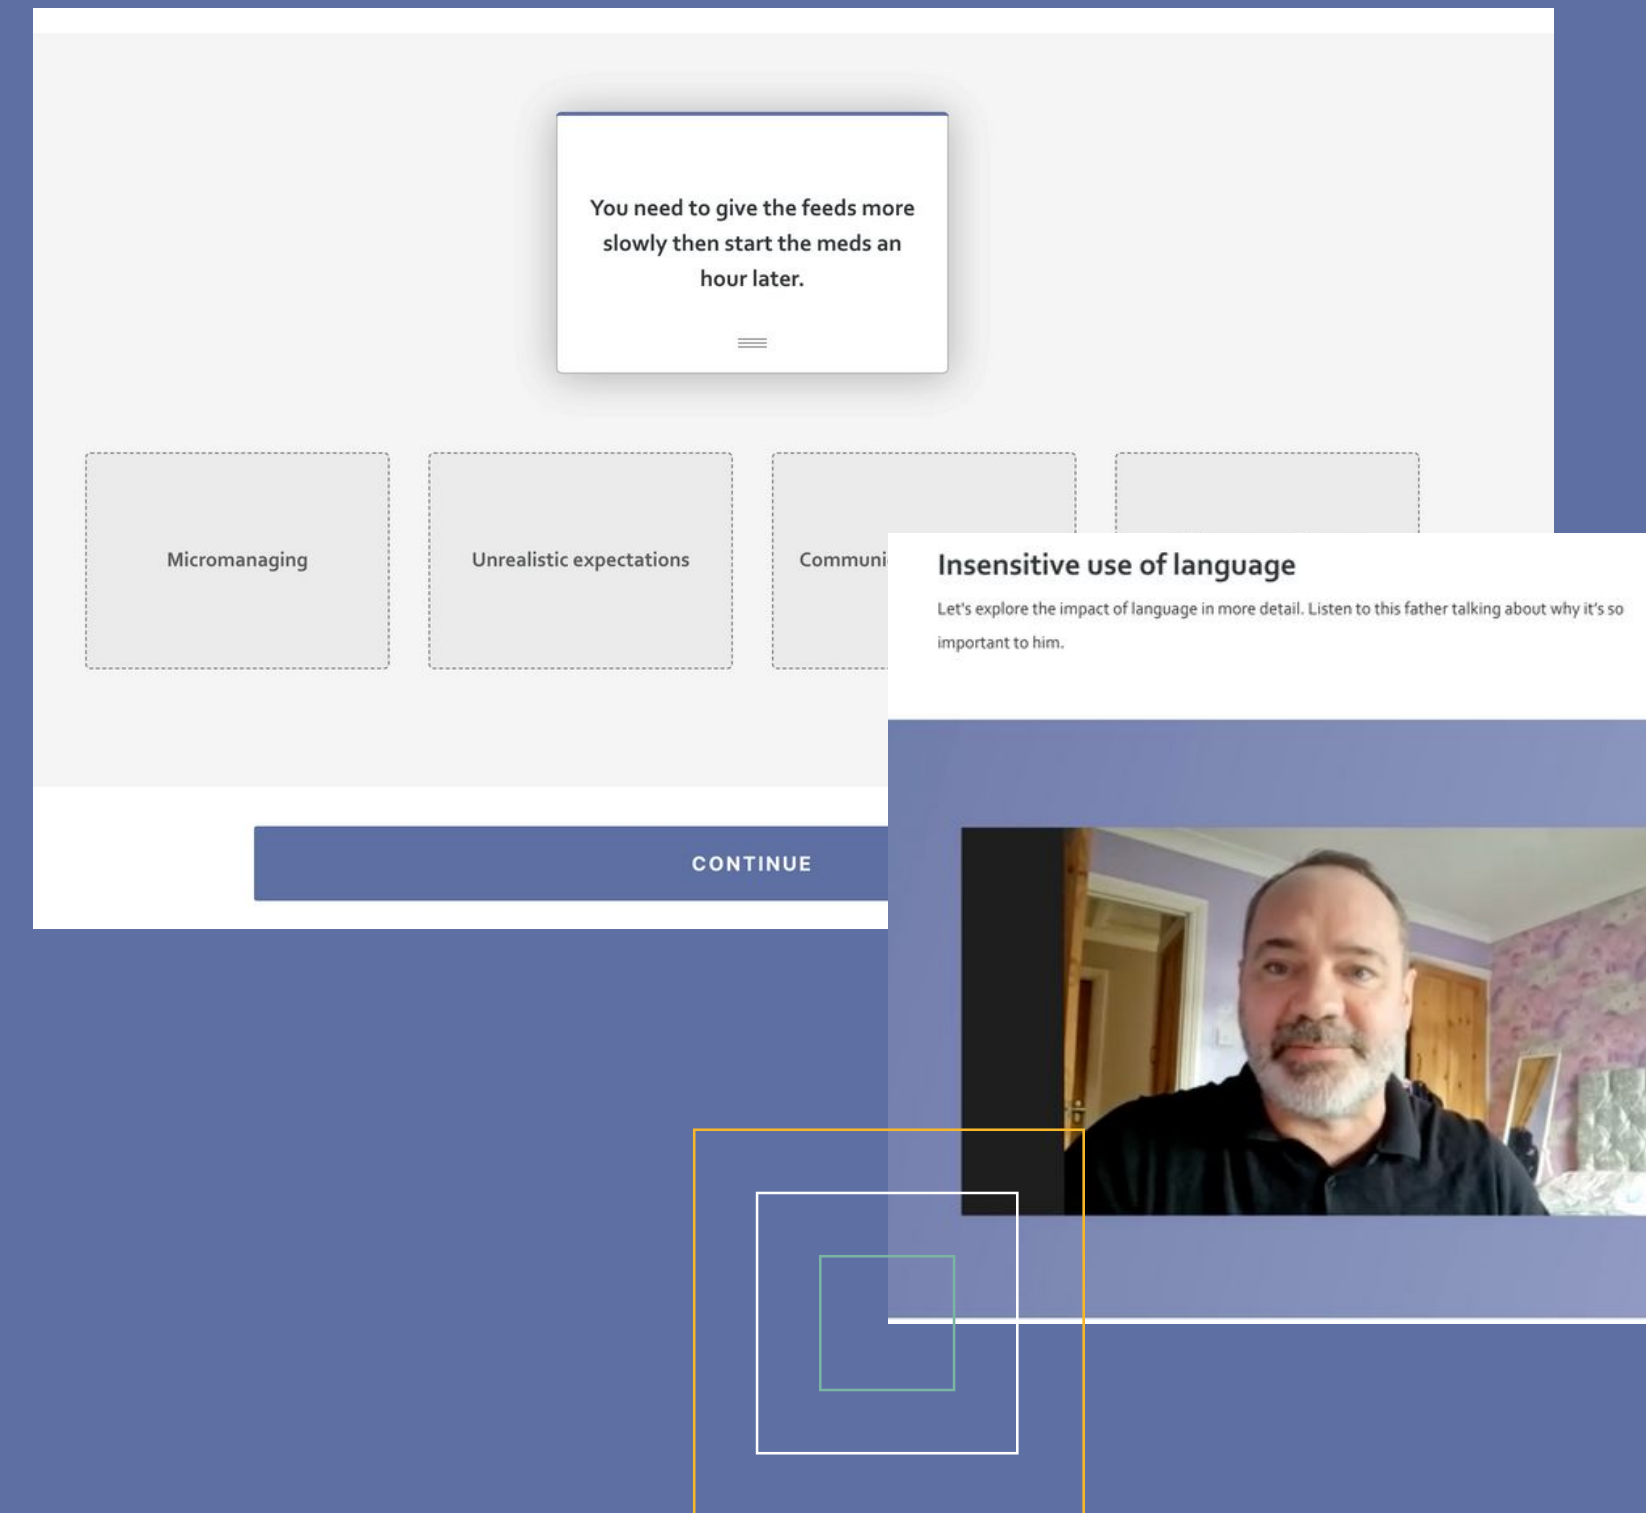 You need to give the feeds more
slowly then start the meds an
hour later.
Micromanaging
Unrealistic expectations
Insensitive use of language
Let's explore the impact of language in more detail. Listen to this father talking about why it's so
important to him.
CONTINUE